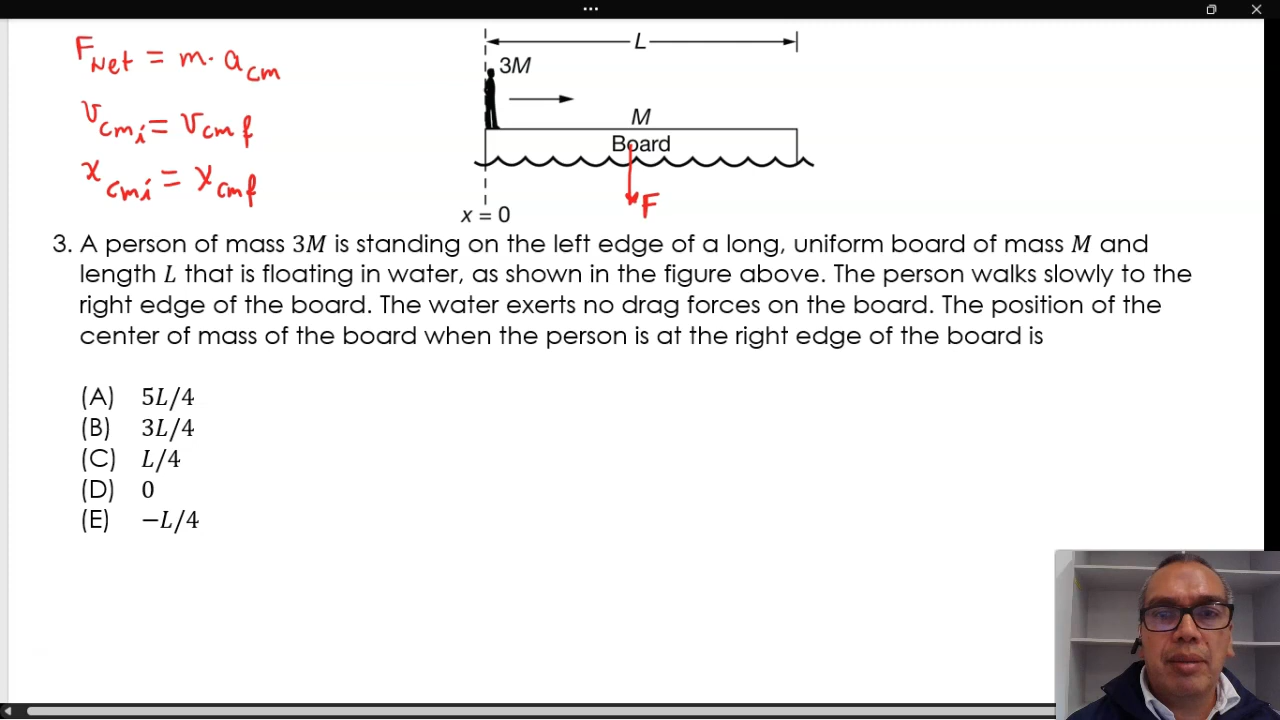 F_Net = m · a_cm
v_cmi = v_cmf
x_cmi = x_cmf
L
3M
M
Board
F
x = 0
3. A person of mass 3M is standing on the left edge of a long, uniform board of mass M and
length L that is floating in water, as shown in the figure above. The person walks slowly to the
right edge of the board. The water exerts no drag forces on the board. The position of the
center of mass of the board when the person is at the right edge of the board is
(A) 5L/4
(B) 3L/4
(C) L/4
(D) 0
(E) −L/4